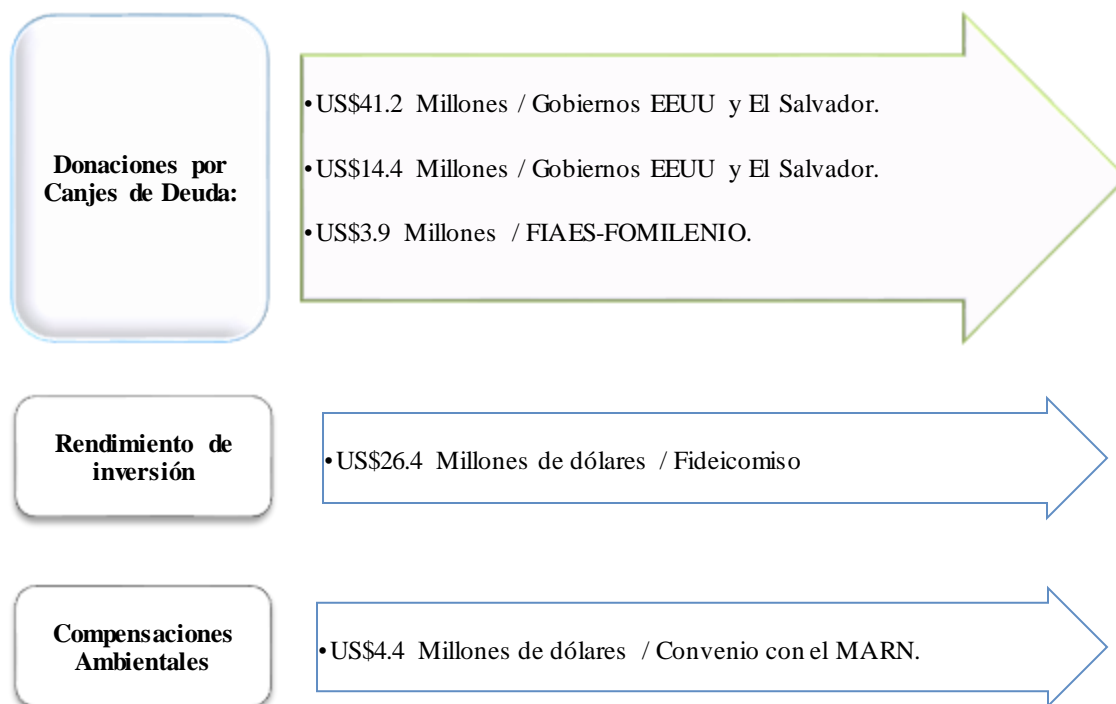 Donaciones por
Canjes de Deuda:
•US$41.2 Millones / Gobiernos EEUU y El Salvador.
•US$14.4 Millones / Gobiernos EEUU y El Salvador.
•US$3.9 Millones / FIAES-FOMILENIO.
Rendimiento de
inversión
•US$26.4 Millones de dólares / Fideicomiso
Compensaciones
Ambientales
•US$4.4 Millones de dólares / Convenio con el MARN.